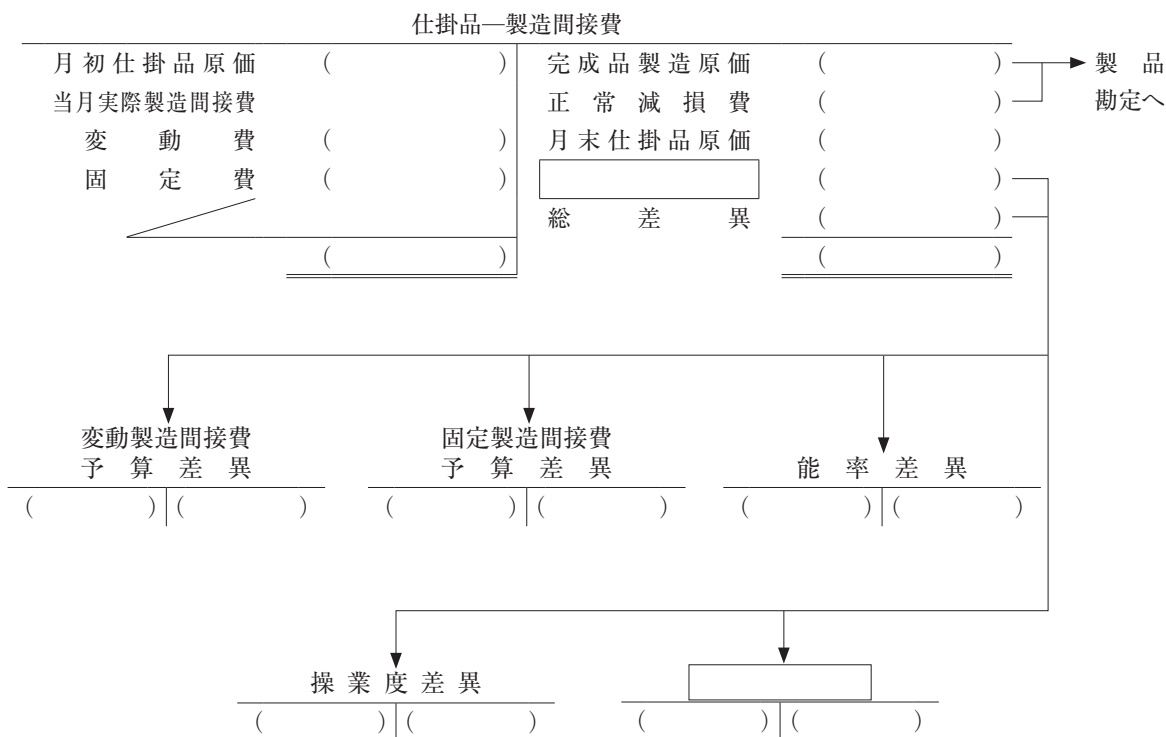 仕掛品―製造間接費
月初仕掛品原価 ( ) 完成品製造原価 ( ) 製品
当月実際製造間接費 正常減損費 ( ) 勘定へ
変動費 ( ) 月末仕掛品原価 ( )
固定費 ( ) ( )
総差異 ( )
( ) ( )
変動製造間接費 固定製造間接費
予算差異 予算差異 能率差異
( ) ( ) ( ) ( ) ( ) ( )
操業度差異
( ) ( ) ( ) ( )